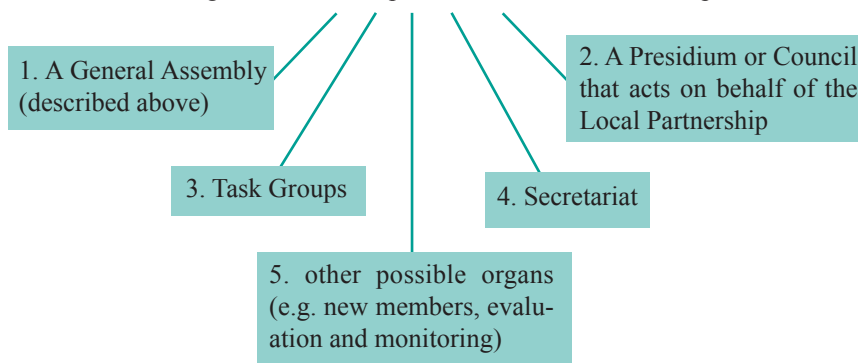 1. A General Assembly
(described above)
2. A Presidium or Council
that acts on behalf of the
Local Partnership
3. Task Groups
4. Secretariat
5. other possible organs
(e.g. new members, evalu-
ation and monitoring)